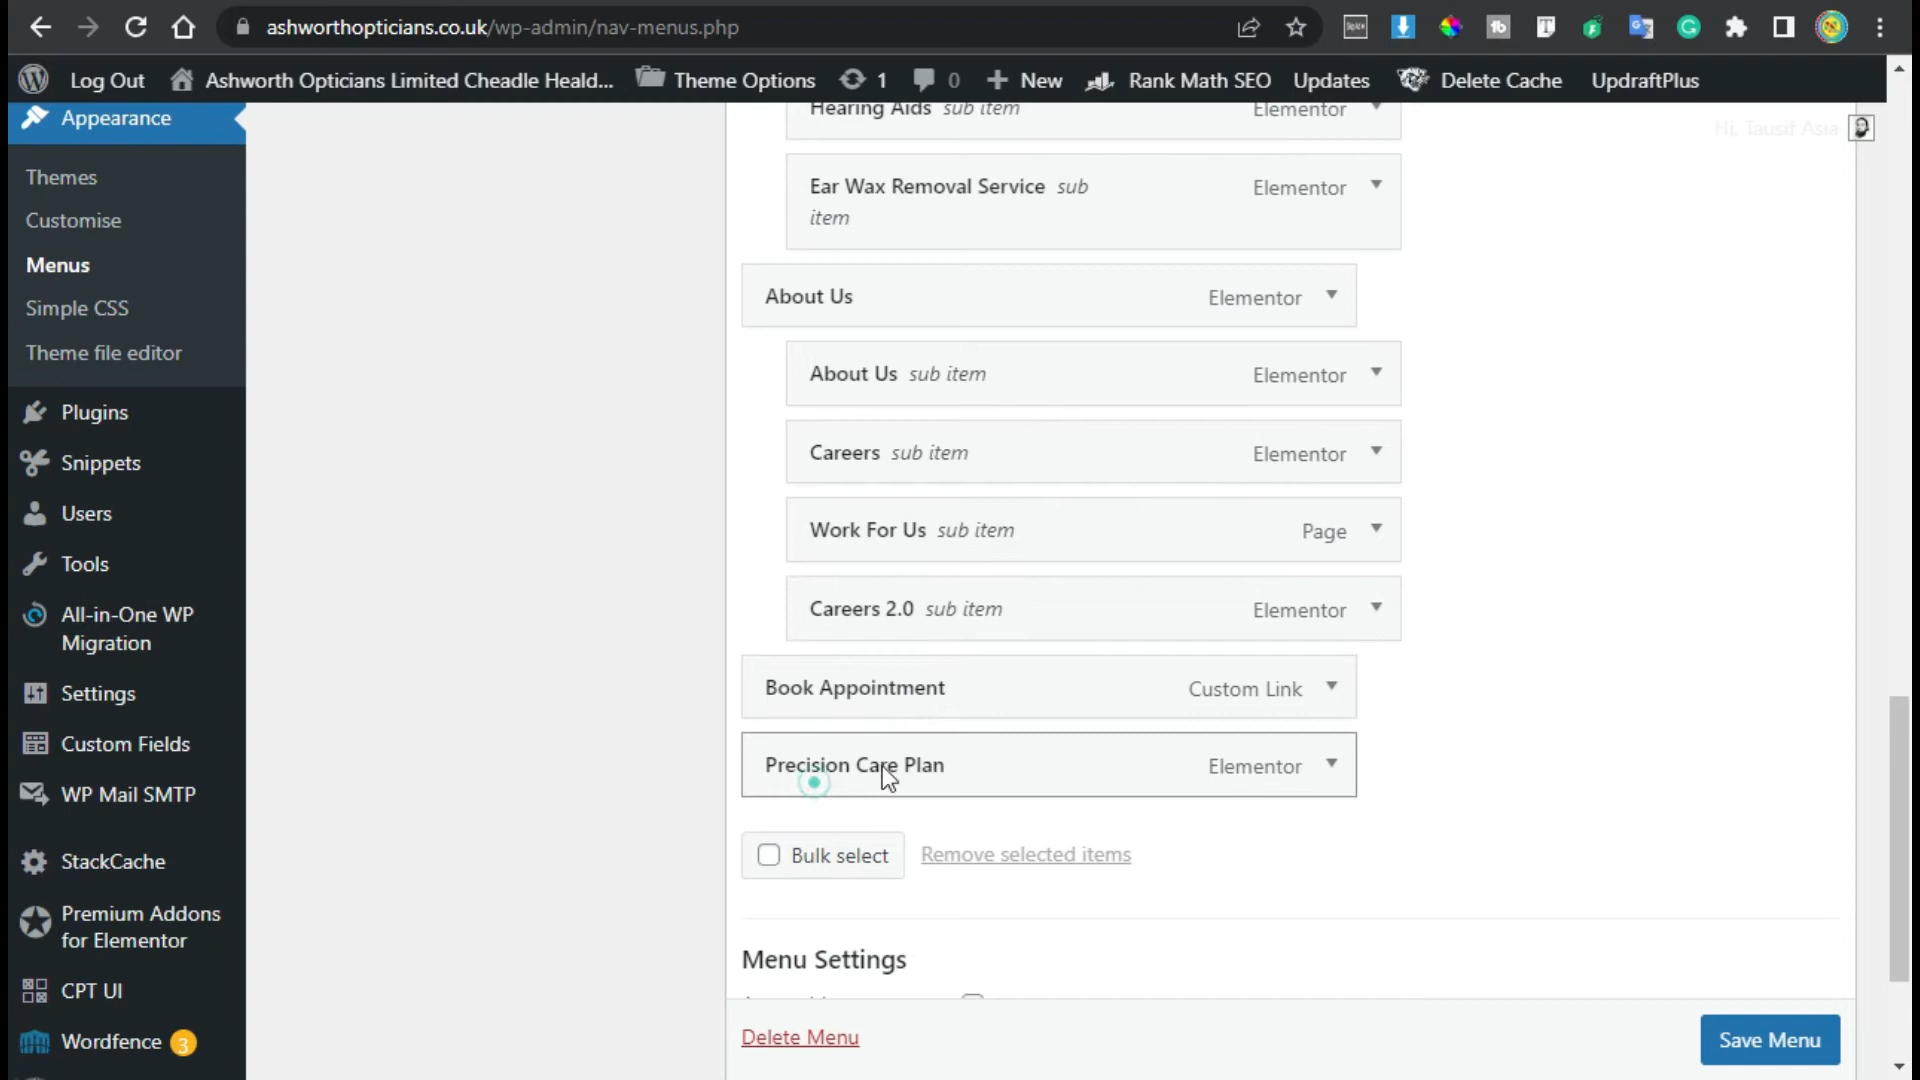 ashworthopticians.co.uk/wp-admin/nav-menus.php
Log Out Ashworth Opticians Limited Cheadle Heald... Theme Options 1 0 New Rank Math SEO Updates Delete Cache UpdraftPlus
Hi, Tausif Asia
Appearance
Themes
Customise
Menus
Simple CSS
Theme file editor
Plugins
Snippets
Users
Tools
All-in-One WP
Migration
Settings
Custom Fields
WP Mail SMTP
StackCache
Premium Addons
for Elementor
CPT UI
Wordfence 3
Hearing Aids sub item Elementor
Ear Wax Removal Service sub Elementor
item
About Us Elementor
About Us sub item Elementor
Careers sub item Elementor
Work For Us sub item Page
Careers 2.0 sub item Elementor
Book Appointment Custom Link
Precision Care Plan Elementor
Bulk select Remove selected items
Menu Settings
Delete Menu Save Menu